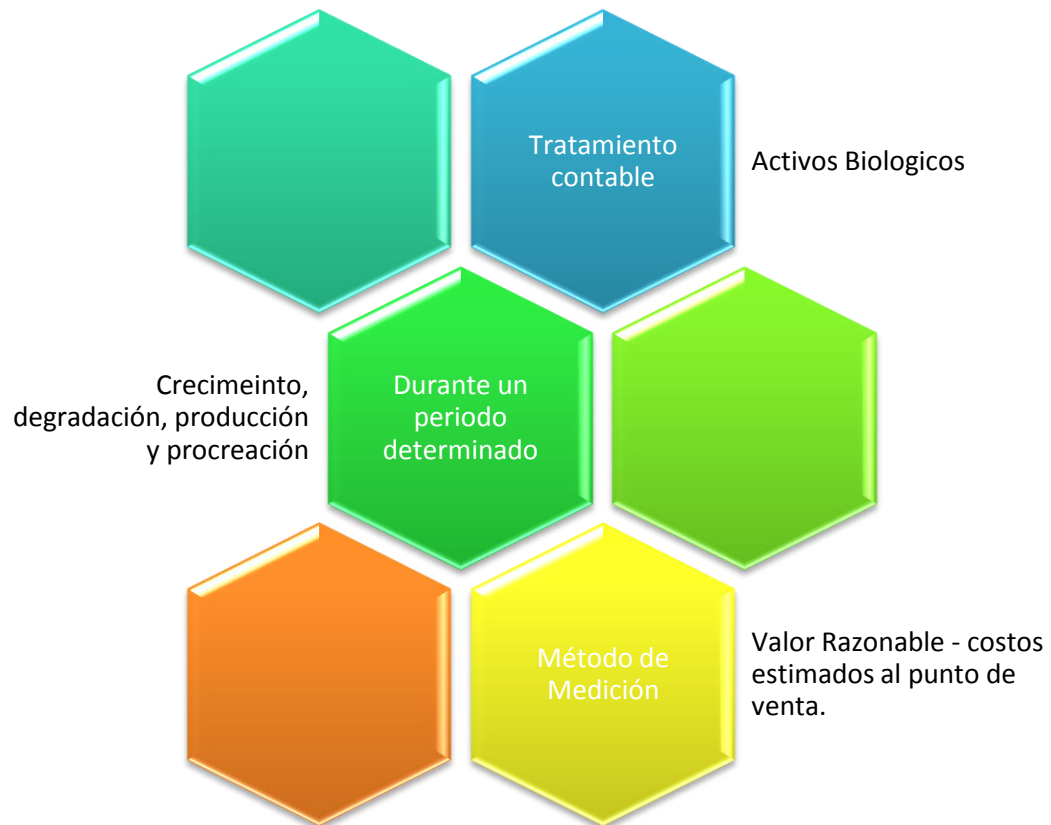 Tratamiento
contable
Activos Biologicos
Crecimeinto,
degradación, producción
y procreación
Durante un
periodo
determinado
Método de
Medición
Valor Razonable - costos
estimados al punto de
venta.